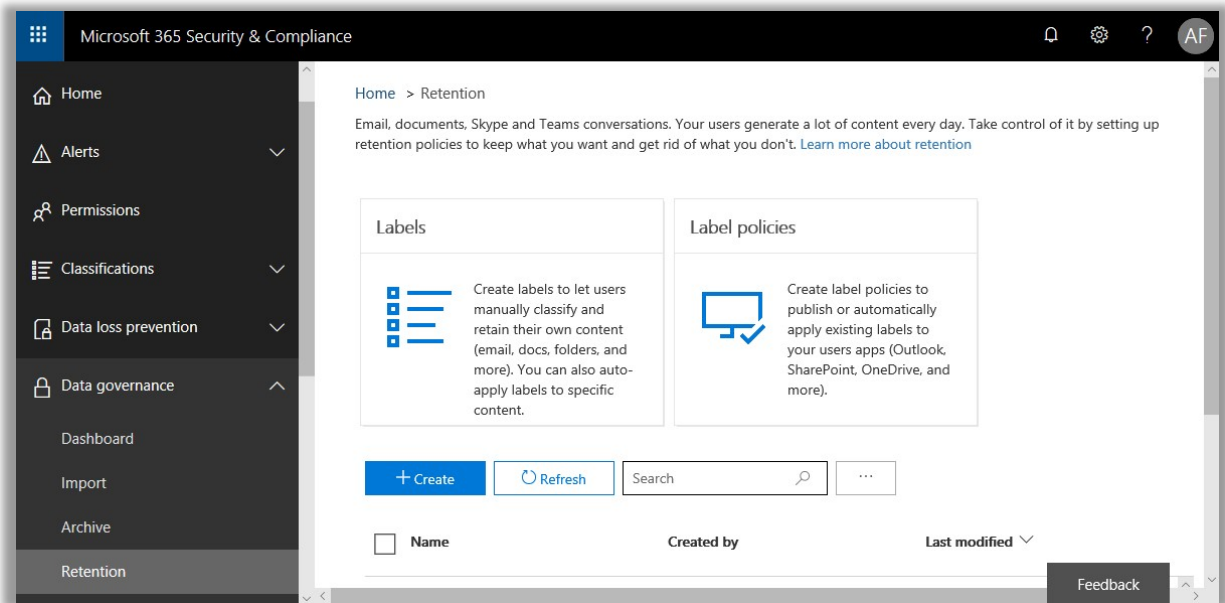 Microsoft 365 Security & Compliance
?
AF
Home
Alerts
Permissions
Classifications
Data loss prevention
Data governance
Dashboard
Import
Archive
Retention
Home > Retention
Email, documents, Skype and Teams conversations. Your users generate a lot of content every day. Take control of it by setting up
retention policies to keep what you want and get rid of what you don't. Learn more about retention
Labels
Create labels to let users
manually classify and
retain their own content
(email, docs, folders, and
more). You can also auto-
apply labels to specific
content.
Label policies
Create label policies to
publish or automatically
apply existing labels to
your users apps (Outlook,
SharePoint, OneDrive, and
more).
+ Create
Refresh
Search
...
Name
Created by
Last modified
Feedback